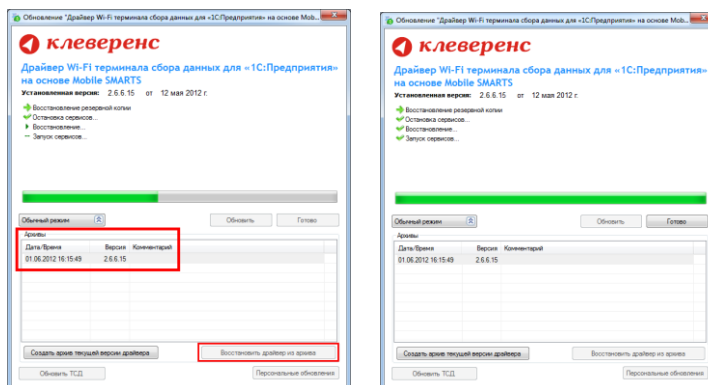 Обновление "Драйвер Wi-Fi терминала сбора данных для «1С:Предприятия» на основе Mob...
клеверенс
Драйвер Wi-Fi терминала сбора данных для «1С:Предприятия»
на основе Mobile SMARTS
Установленная версия: 2.6.6.15 от 12 мая 2012 г.
Восстановление резервной копии
Остановка сервисов...
Восстановление...
Запуск сервисов...
Обычный режим Обновить Готово
Архивы
Дата/Время Версия Комментарий
01.06.2012 16:15:49 2.6.6.15
Создать архив текущей версии драйвера Восстановить драйвер из архива
Обновить ТСД Персональные обновления
Обновление "Драйвер Wi-Fi терминала сбора данных для «1С:Предприятия» на основе Mob...
клеверенс
Драйвер Wi-Fi терминала сбора данных для «1С:Предприятия»
на основе Mobile SMARTS
Установленная версия: 2.6.6.15 от 12 мая 2012 г.
Восстановление резервной копии
Остановка сервисов...
Восстановление...
Запуск сервисов...
Обычный режим Обновить Готово
Архивы
Дата/Время Версия Комментарий
01.06.2012 16:15:49 2.6.6.15
Создать архив текущей версии драйвера Восстановить драйвер из архива
Обновить ТСД Персональные обновления